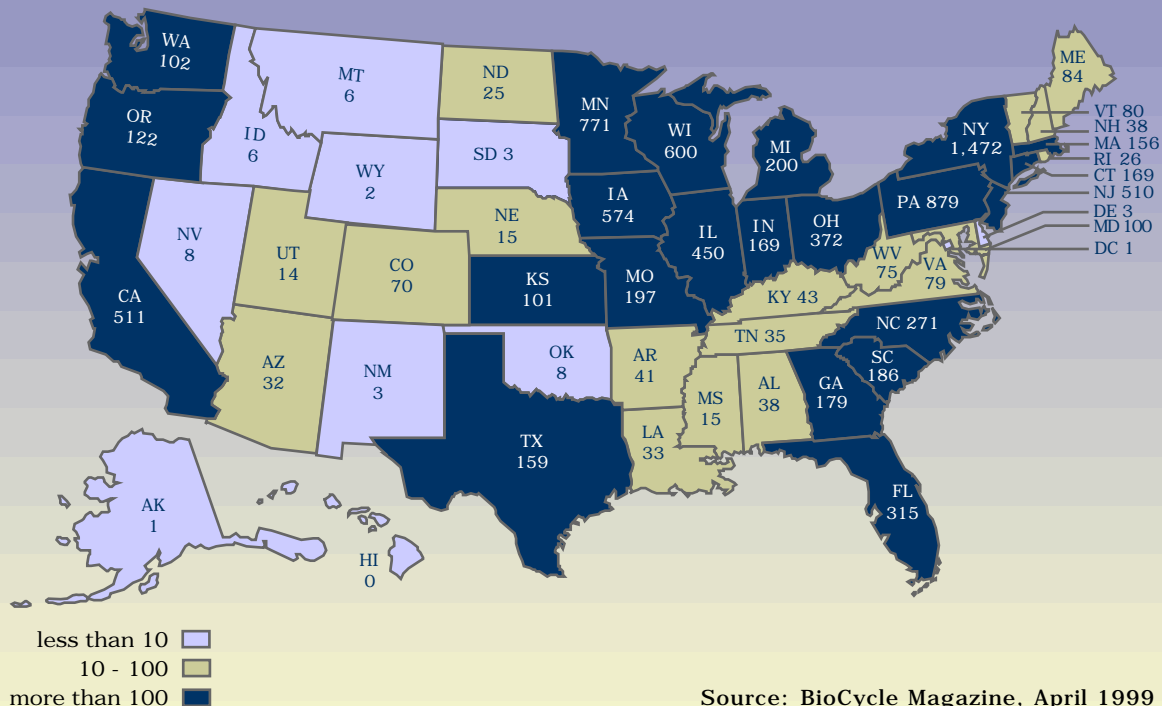 WA
102
OR
122
CA
511
ID
6
NV
8
MT
6
WY
2
UT
14
AZ
32
CO
70
NM
3
ND
25
SD 3
NE
15
KS
101
OK
8
TX
159
MN
771
IA
574
MO
197
AR
41
LA
33
WI
600
IL
450
MI
200
IN
169
OH
372
KY 43
TN 35
MS
15
AL
38
GA
179
FL
315
SC
186
NC 271
VA
79
WV
75
PA 879
NY
1,472
ME
84
VT 80
NH 38
MA 156
RI 26
CT 169
NJ 510
DE 3
MD 100
DC 1
AK
1
HI
0
less than 10
10 - 100
more than 100
Source: BioCycle Magazine, April 1999